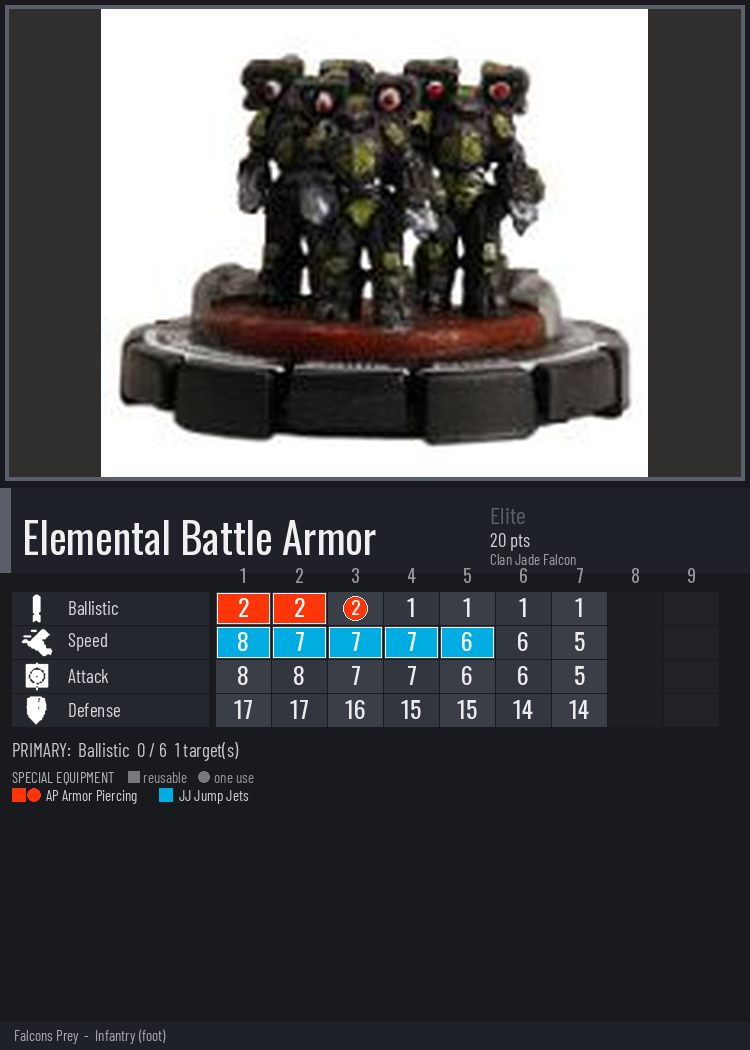 Elemental Battle Armor
Elite
20 pts
Clan Jade Falcon
1 2 3 4 5 6 7 8 9
Ballistic 2 2 2 1 1 1 1
Speed 8 7 7 7 6 6 5
Attack 8 8 7 7 6 6 5
Defense 17 17 16 15 15 14 14
PRIMARY: Ballistic 0 / 6 1 target(s)
SPECIAL EQUIPMENT reusable one use
AP Armor Piercing JJ Jump Jets
Falcons Prey - Infantry (foot)